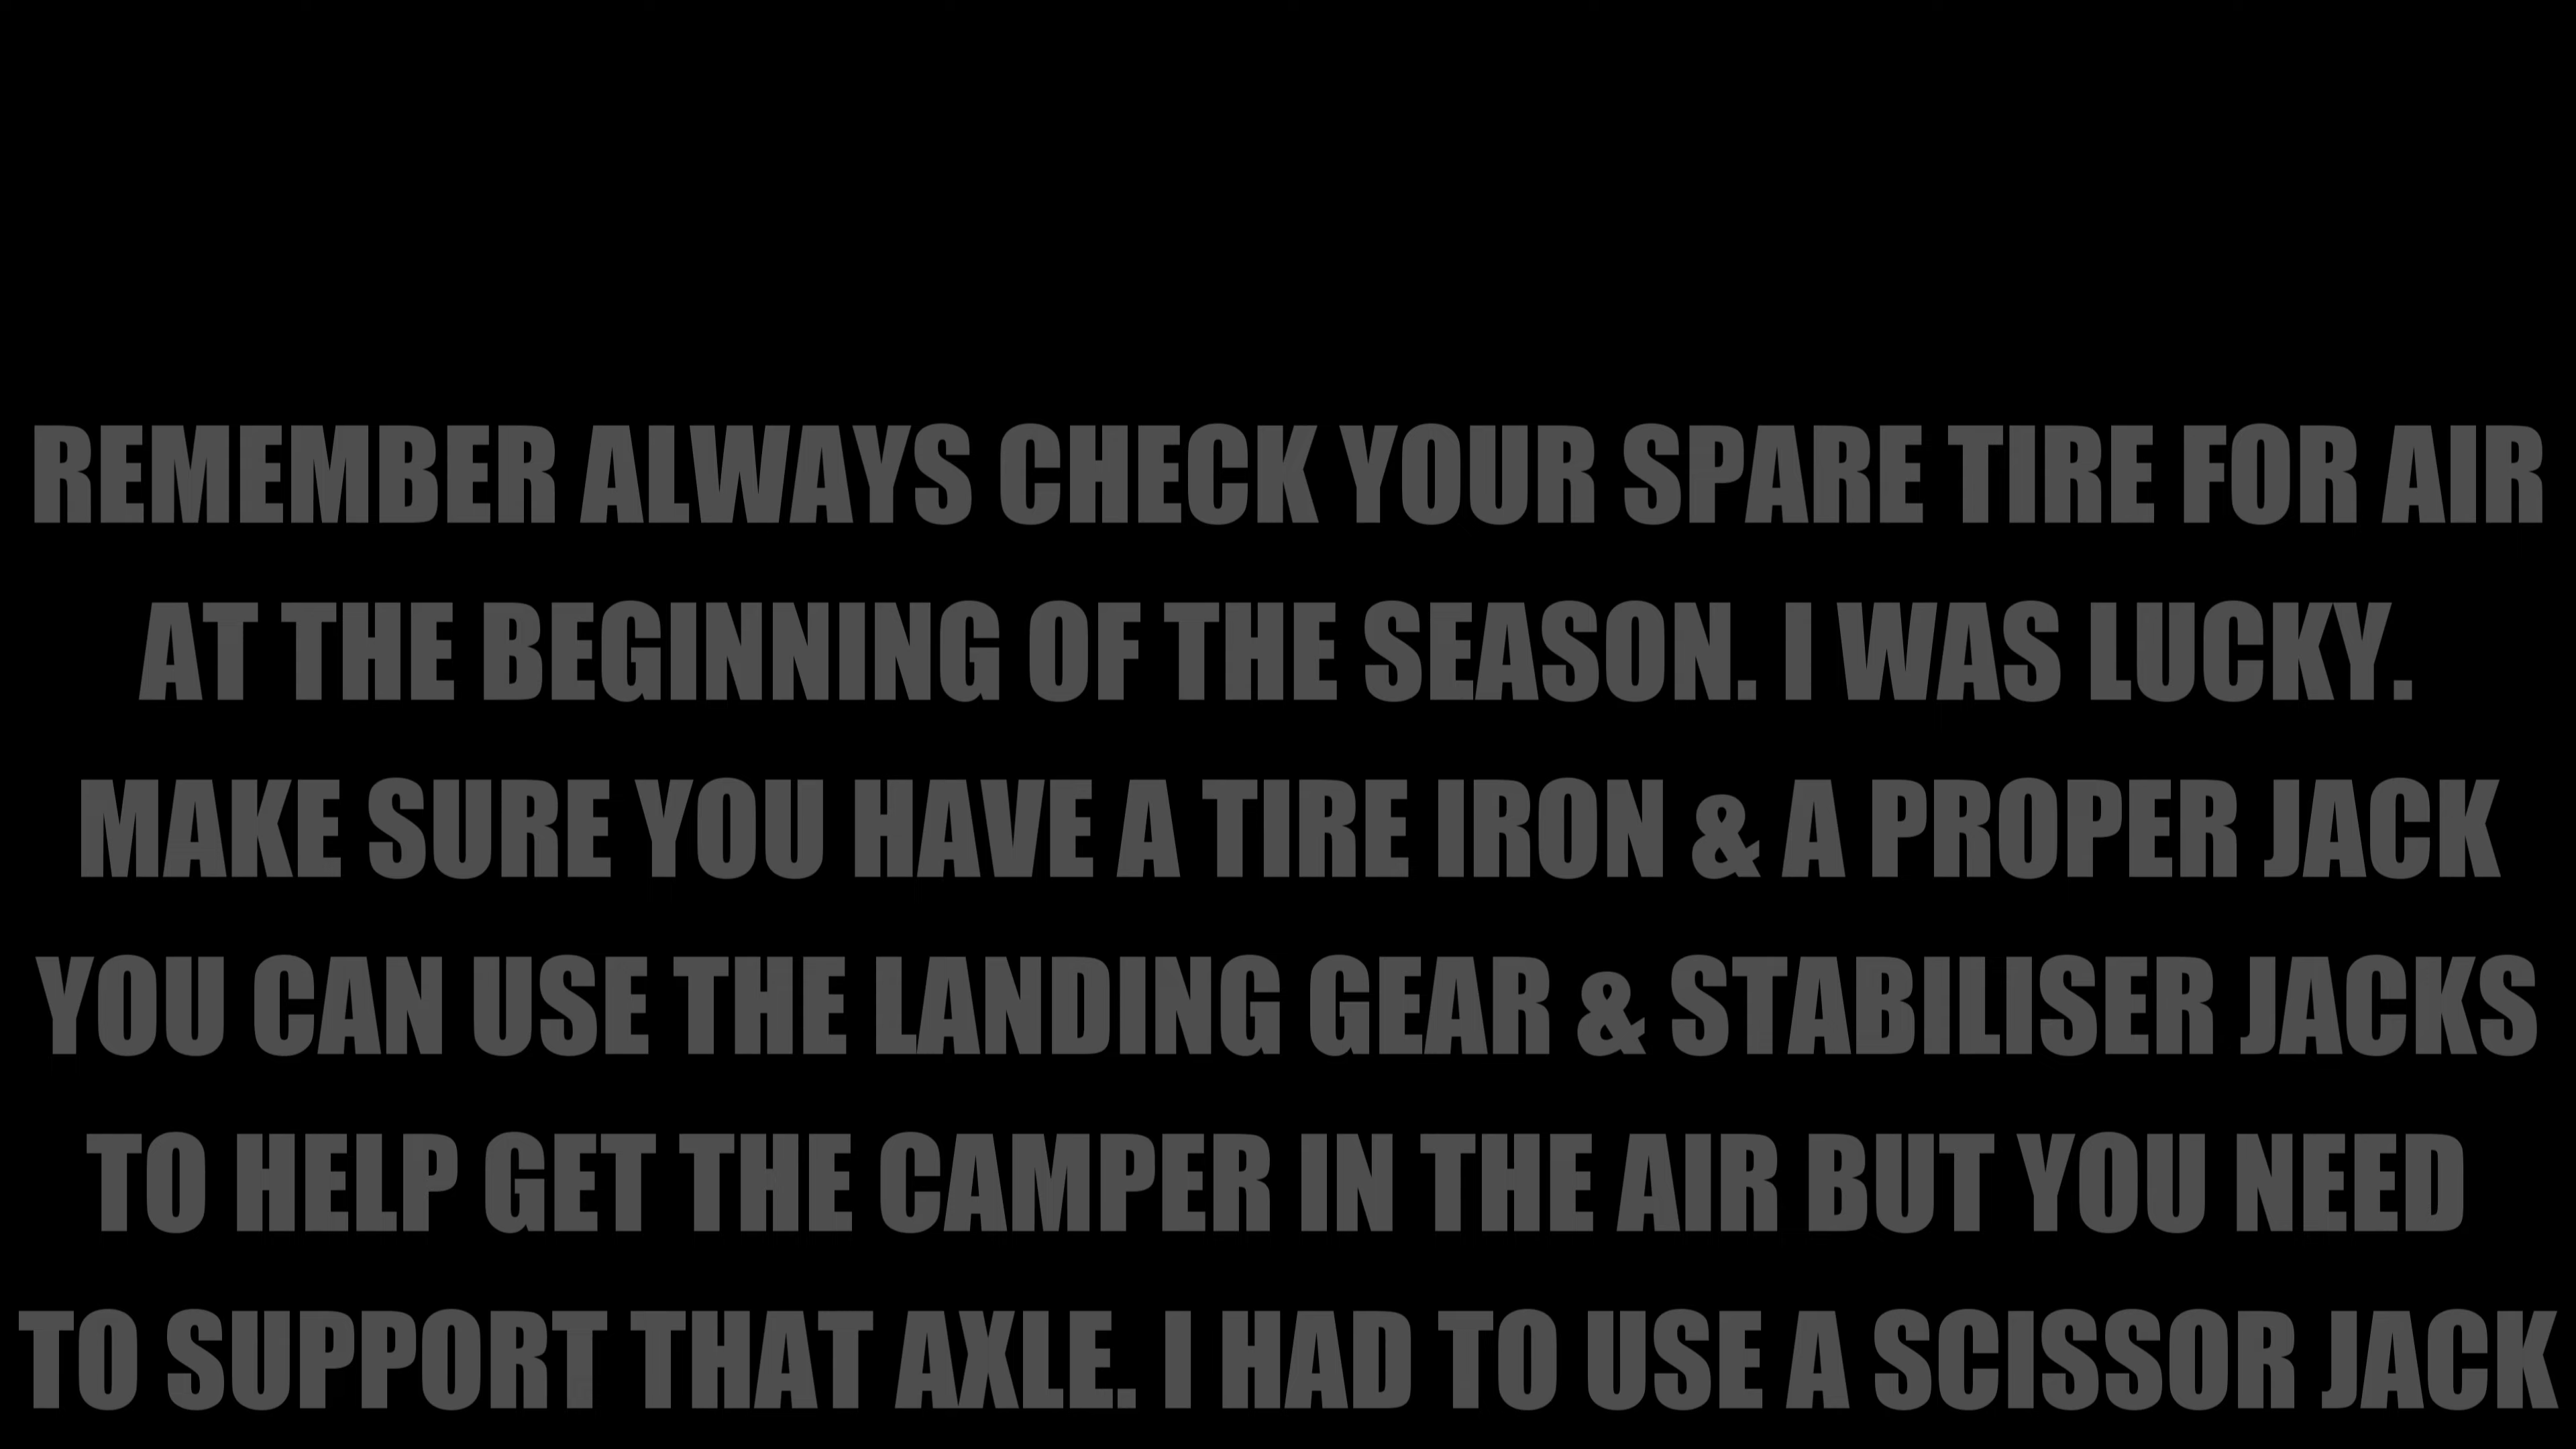 REMEMBER ALWAYS CHECK YOUR SPARE TIRE FOR AIR
AT THE BEGINNING OF THE SEASON. I WAS LUCKY.
MAKE SURE YOU HAVE A TIRE IRON & A PROPER JACK
YOU CAN USE THE LANDING GEAR & STABILISER JACKS
TO HELP GET THE CAMPER IN THE AIR BUT YOU NEED
TO SUPPORT THAT AXLE. I HAD TO USE A SCISSOR JACK